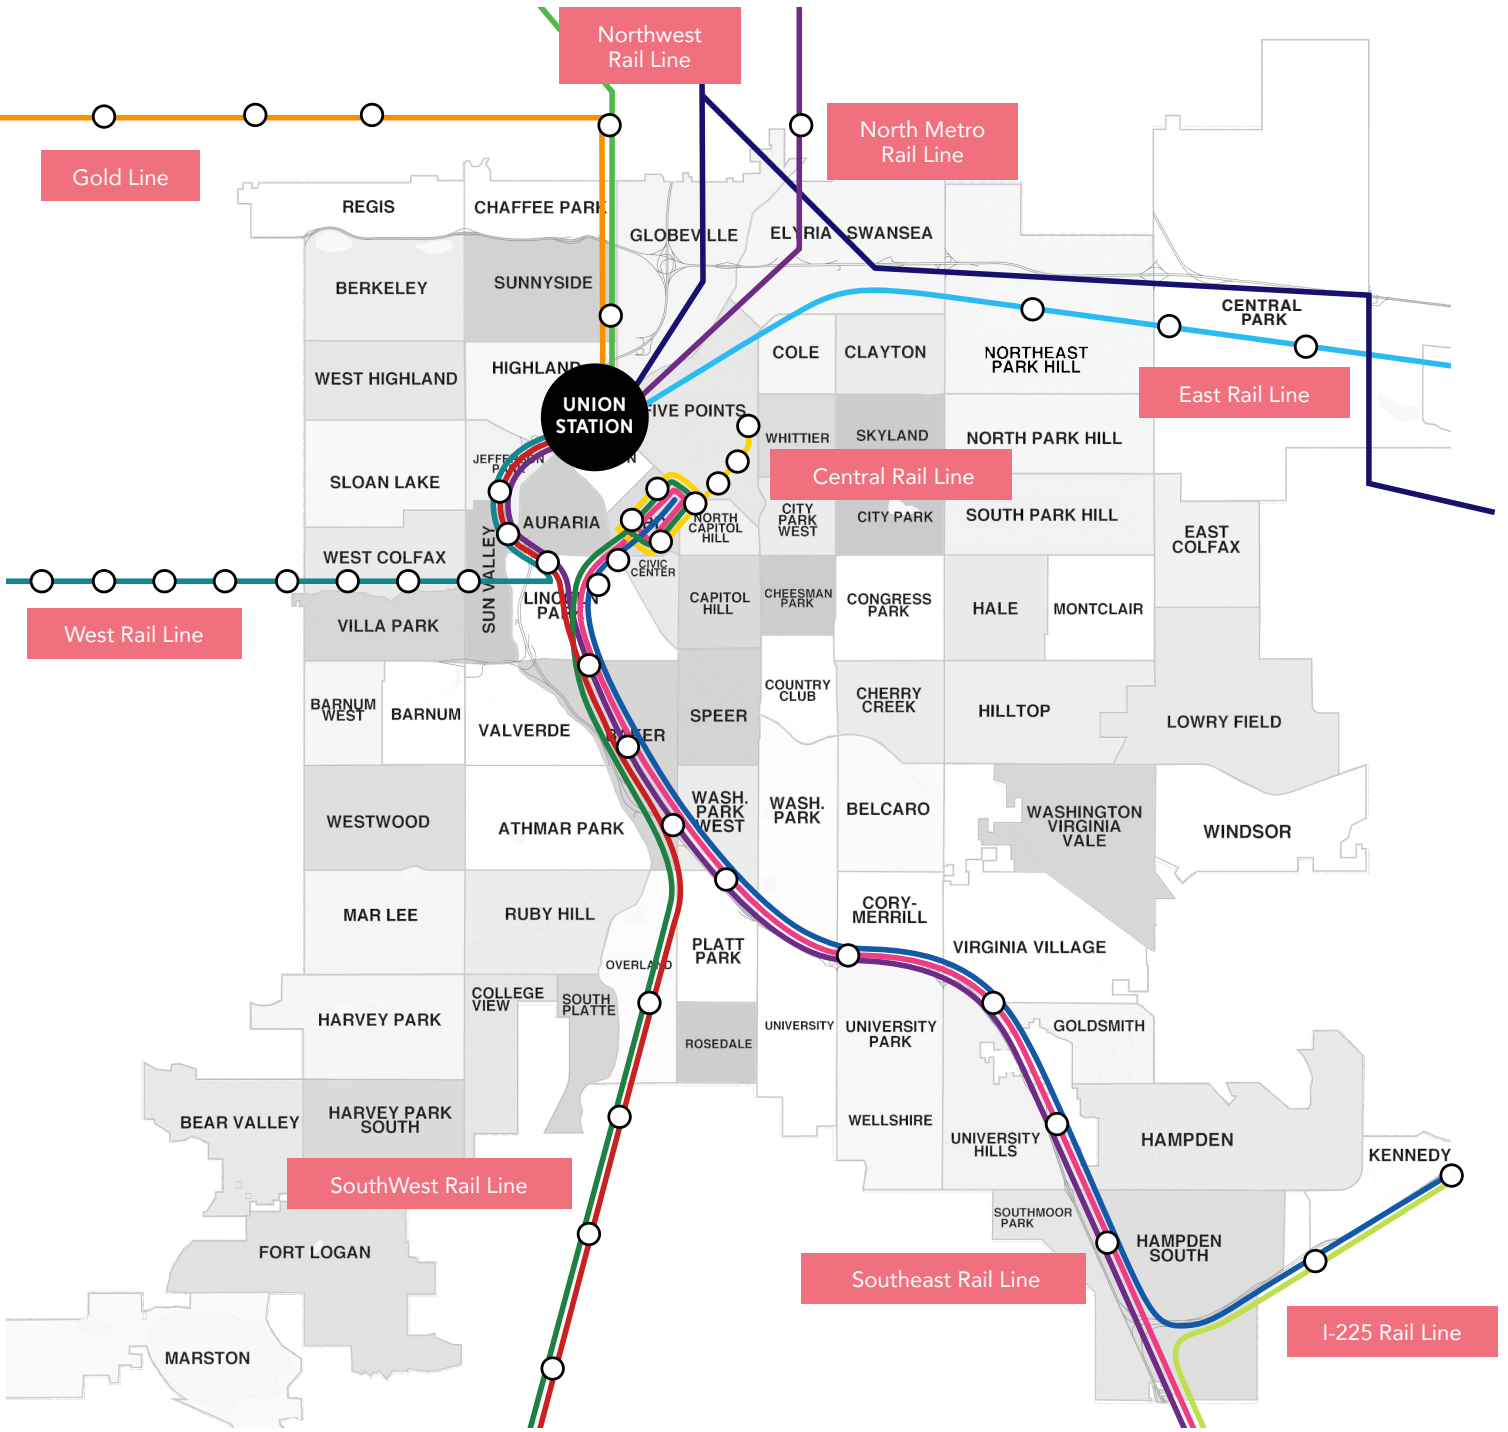 Northwest
Rail Line
North Metro
Rail Line
Gold Line
REGIS
CHAFFEE PARK
GLOBEVILLE
ELYRIA SWANSEA
BERKELEY
SUNNYSIDE
CENTRAL
PARK
WEST HIGHLAND
HIGHLAND
COLE
CLAYTON
NORTHEAST
PARK HILL
East Rail Line
UNION
STATION
FIVE POINTS
WHITTIER
SKYLAND
NORTH PARK HILL
SLOAN LAKE
JEFFERSON
Central Rail Line
AURARIA
NORTH
CAPITOL
HILL
CITY
PARK
WEST
CITY PARK
SOUTH PARK HILL
EAST
COLFAX
WEST COLFAX
SUN VALLEY
CIVIC
CENTER
LINCOLN
PARK
CAPITOL
HILL
CHEESMAN
PARK
CONGRESS
PARK
HALE
MONTCLAIR
West Rail Line
VILLA PARK
BARNUM
WEST
BARNUM
VALVERDE
BAKER
SPEER
COUNTRY
CLUB
CHERRY
CREEK
HILLTOP
LOWRY FIELD
WESTWOOD
ATHMAR PARK
WASH.
PARK
WEST
WASH.
PARK
BELCARO
WASHINGTON
VIRGINIA
VALE
WINDSOR
MAR LEE
RUBY HILL
CORY-
MERRILL
OVERLAND
PLATT
PARK
VIRGINIA VILLAGE
COLLEGE
VIEW
SOUTH
PLATTE
HARVEY PARK
ROSEDALE
UNIVERSITY
UNIVERSITY
PARK
GOLDSMITH
BEAR VALLEY
HARVEY PARK
SOUTH
WELLSHIRE
UNIVERSITY
HILLS
HAMPDEN
KENNEDY
SouthWest Rail Line
SOUTHMOOR
PARK
HAMPDEN
SOUTH
FORT LOGAN
Southeast Rail Line
I-225 Rail Line
MARSTON